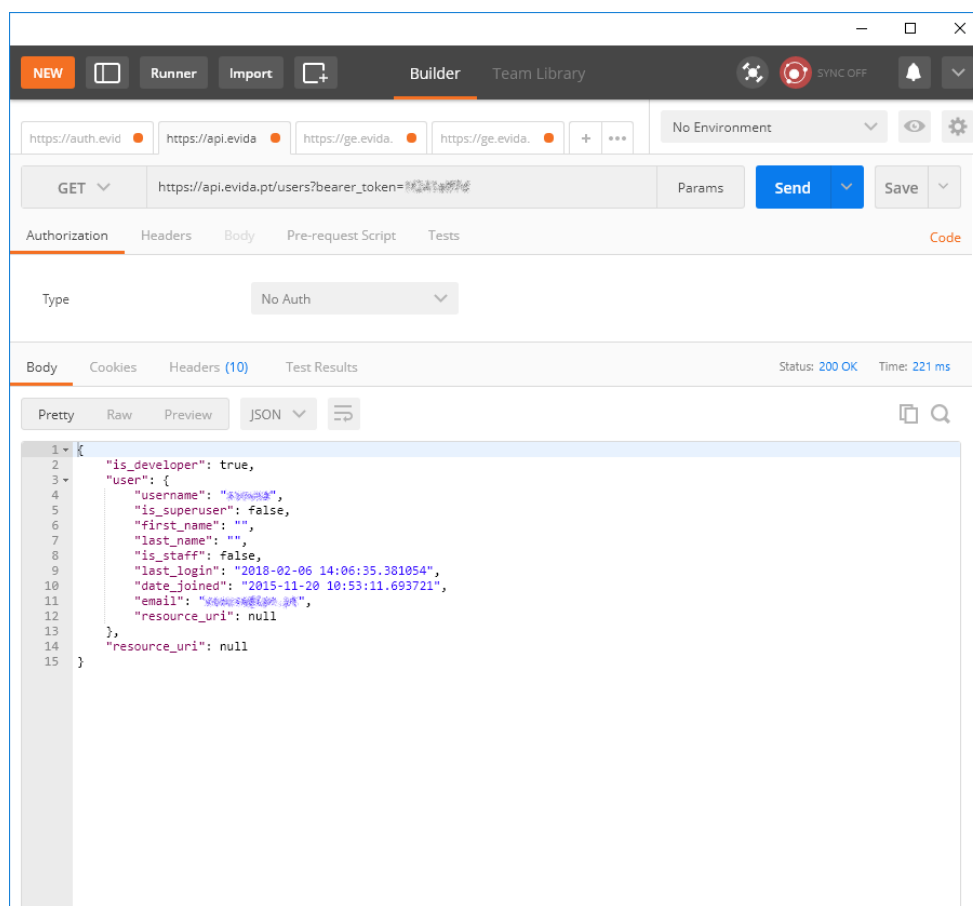 NEW Runner Import Builder Team Library SYNC OFF
https://auth.evid https://api.evida https://ge.evida. https://ge.evida. + ••• No Environment
GET https://api.evida.pt/users?bearer_token= Params Send Save
Authorization Headers Body Pre-request Script Tests Code
Type No Auth
Body Cookies Headers (10) Test Results Status: 200 OK Time: 221 ms
Pretty Raw Preview JSON
1 {
2 "is_developer": true,
3 "user": {
4 "username": "",
5 "is_superuser": false,
6 "first_name": "",
7 "last_name": "",
8 "is_staff": false,
9 "last_login": "2018-02-06 14:06:35.381054",
10 "date_joined": "2015-11-20 10:53:11.693721",
11 "email": "",
12 "resource_uri": null
13 },
14 "resource_uri": null
15 }